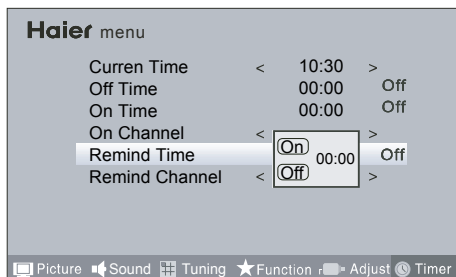 Haier menu
Curren Time < 10:30 >
Off Time 00:00 Off
On Time 00:00 Off
On Channel < >
Remind Time On 00:00 Off
Remind Channel < Off >
Picture Sound Tuning Function Adjust Timer